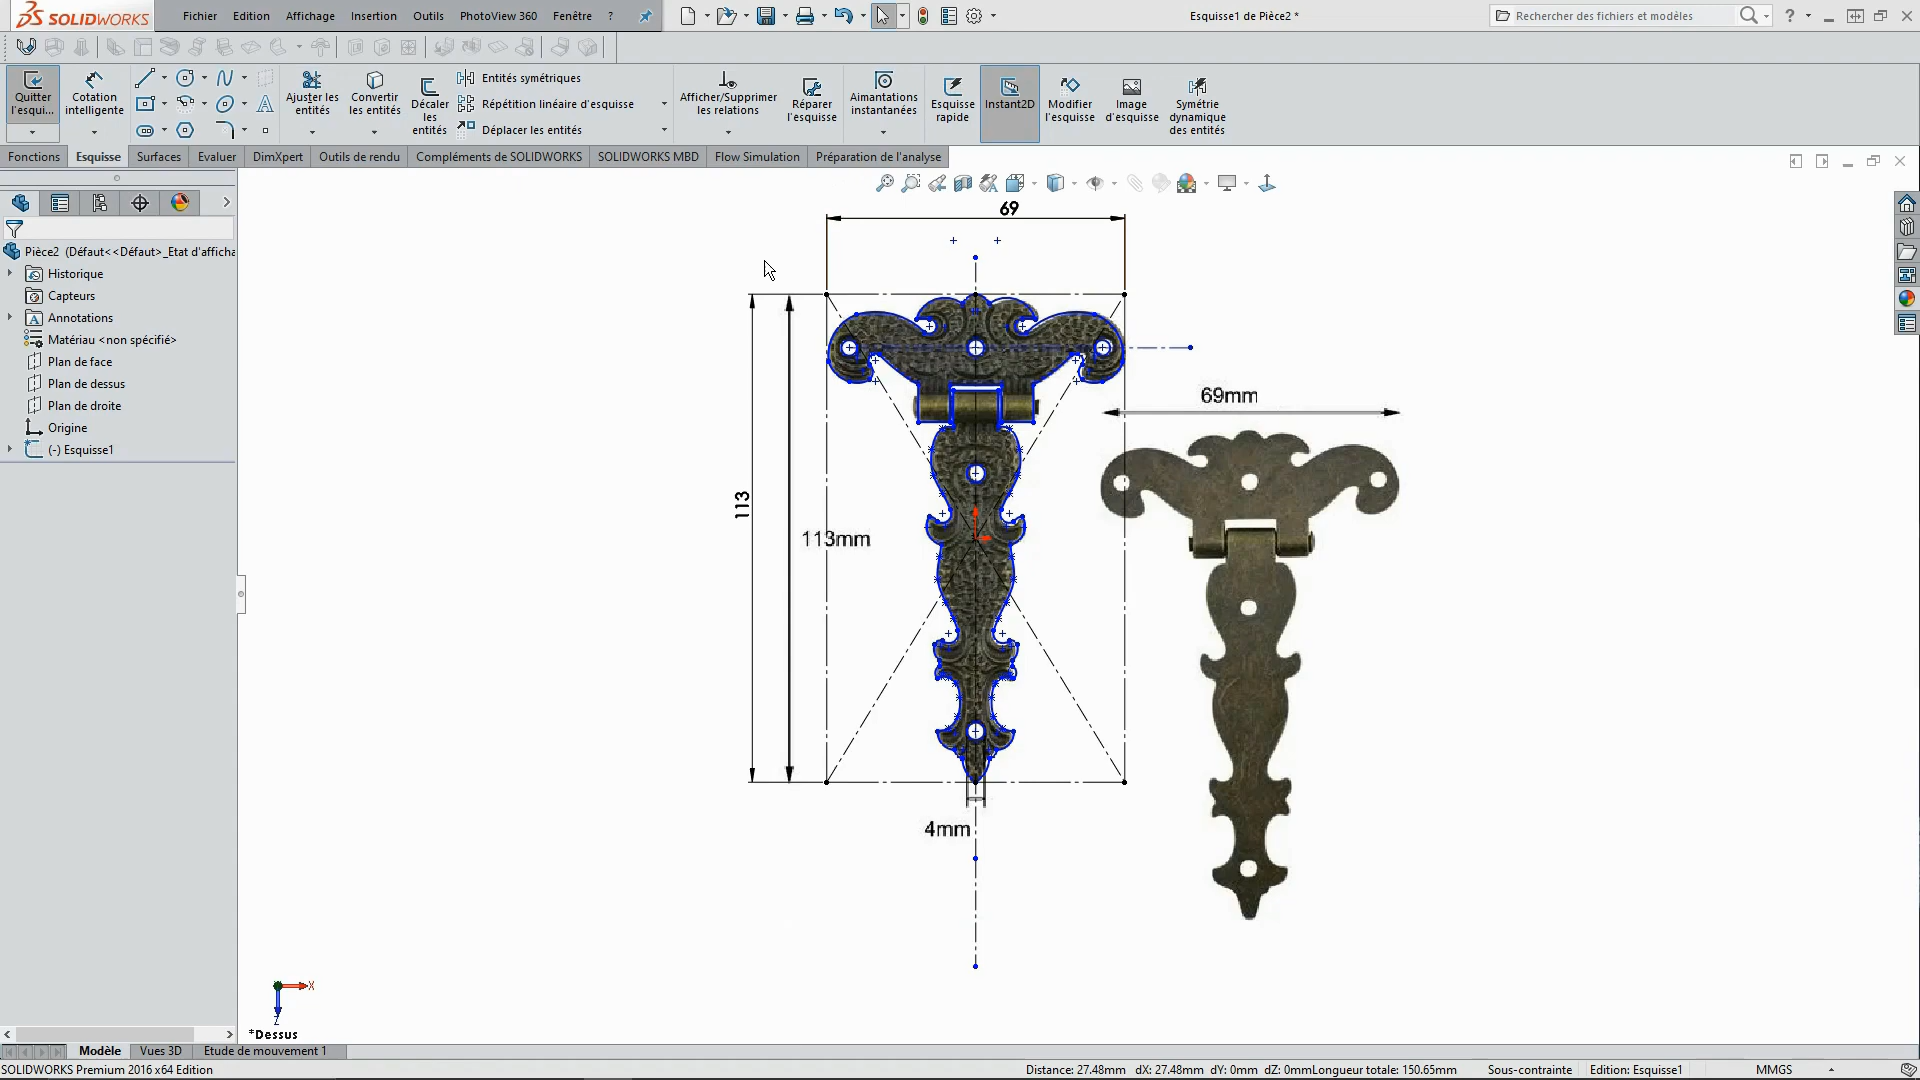 SOLIDWORKS
Fichier Edition Affichage Insertion Outils PhotoView 360 Fenêtre ?
Esquisse1 de Pièce2 *
Rechercher des fichiers et modèles
?
Quitter l'esqui...
Cotation intelligente
Ajuster les entités
Convertir les entités
Décaler les entités
Entités symétriques
Répétition linéaire d'esquisse
Déplacer les entités
Afficher/Supprimer les relations
Réparer l'esquisse
Aimantations instantanées
Esquisse rapide
Instant2D
Modifier l'esquisse
Image d'esquisse
Symétrie dynamique des entités
Fonctions Esquisse Surfaces Evaluer DimXpert Outils de rendu Compléments de SOLIDWORKS SOLIDWORKS MBD Flow Simulation Préparation de l'analyse
Pièce2 (Défaut<<Défaut>_Etat d'afficha
Historique
Capteurs
Annotations
Matériau <non spécifié>
Plan de face
Plan de dessus
Plan de droite
Origine
(-) Esquisse1
69
113
113mm
69mm
4mm
X
Z
*Dessus
Modèle Vues 3D Etude de mouvement 1
SOLIDWORKS Premium 2016 x64 Edition
Distance: 27.48mm dX: 27.48mm dY: 0mm dZ: 0mmLongueur totale: 150.65mm Sous-contrainte Edition: Esquisse1 MMGS